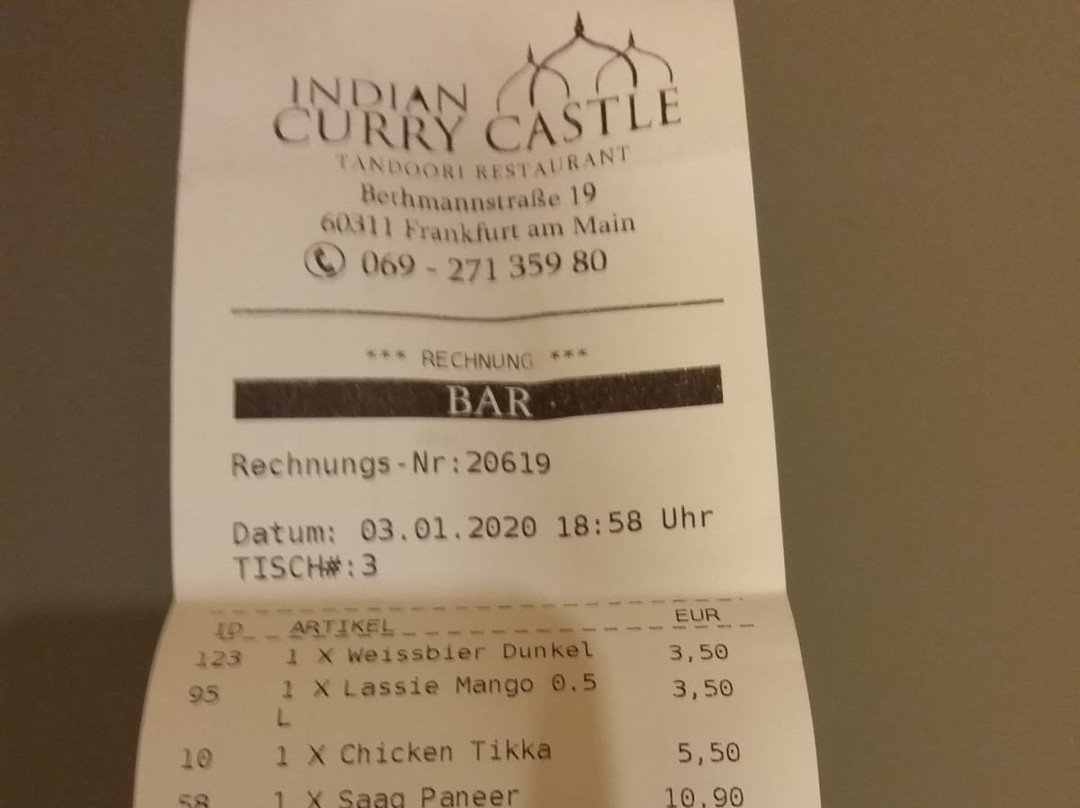 INDIAN
CURRY CASTLE
TANDOORI RESTAURANT
Bethmannstraße 19
60311 Frankfurt am Main
069 - 271 359 80
*** RECHNUNG ***
BAR
Rechnungs-Nr:20619
Datum: 03.01.2020 18:58 Uhr
TISCH#:3
ID ARTIKEL EUR
123 1 X Weissbier Dunkel 3,50
95 1 X Lassie Mango 0.5 3,50
L
10 1 X Chicken Tikka 5,50
58 1 X Saag Paneer 10,90